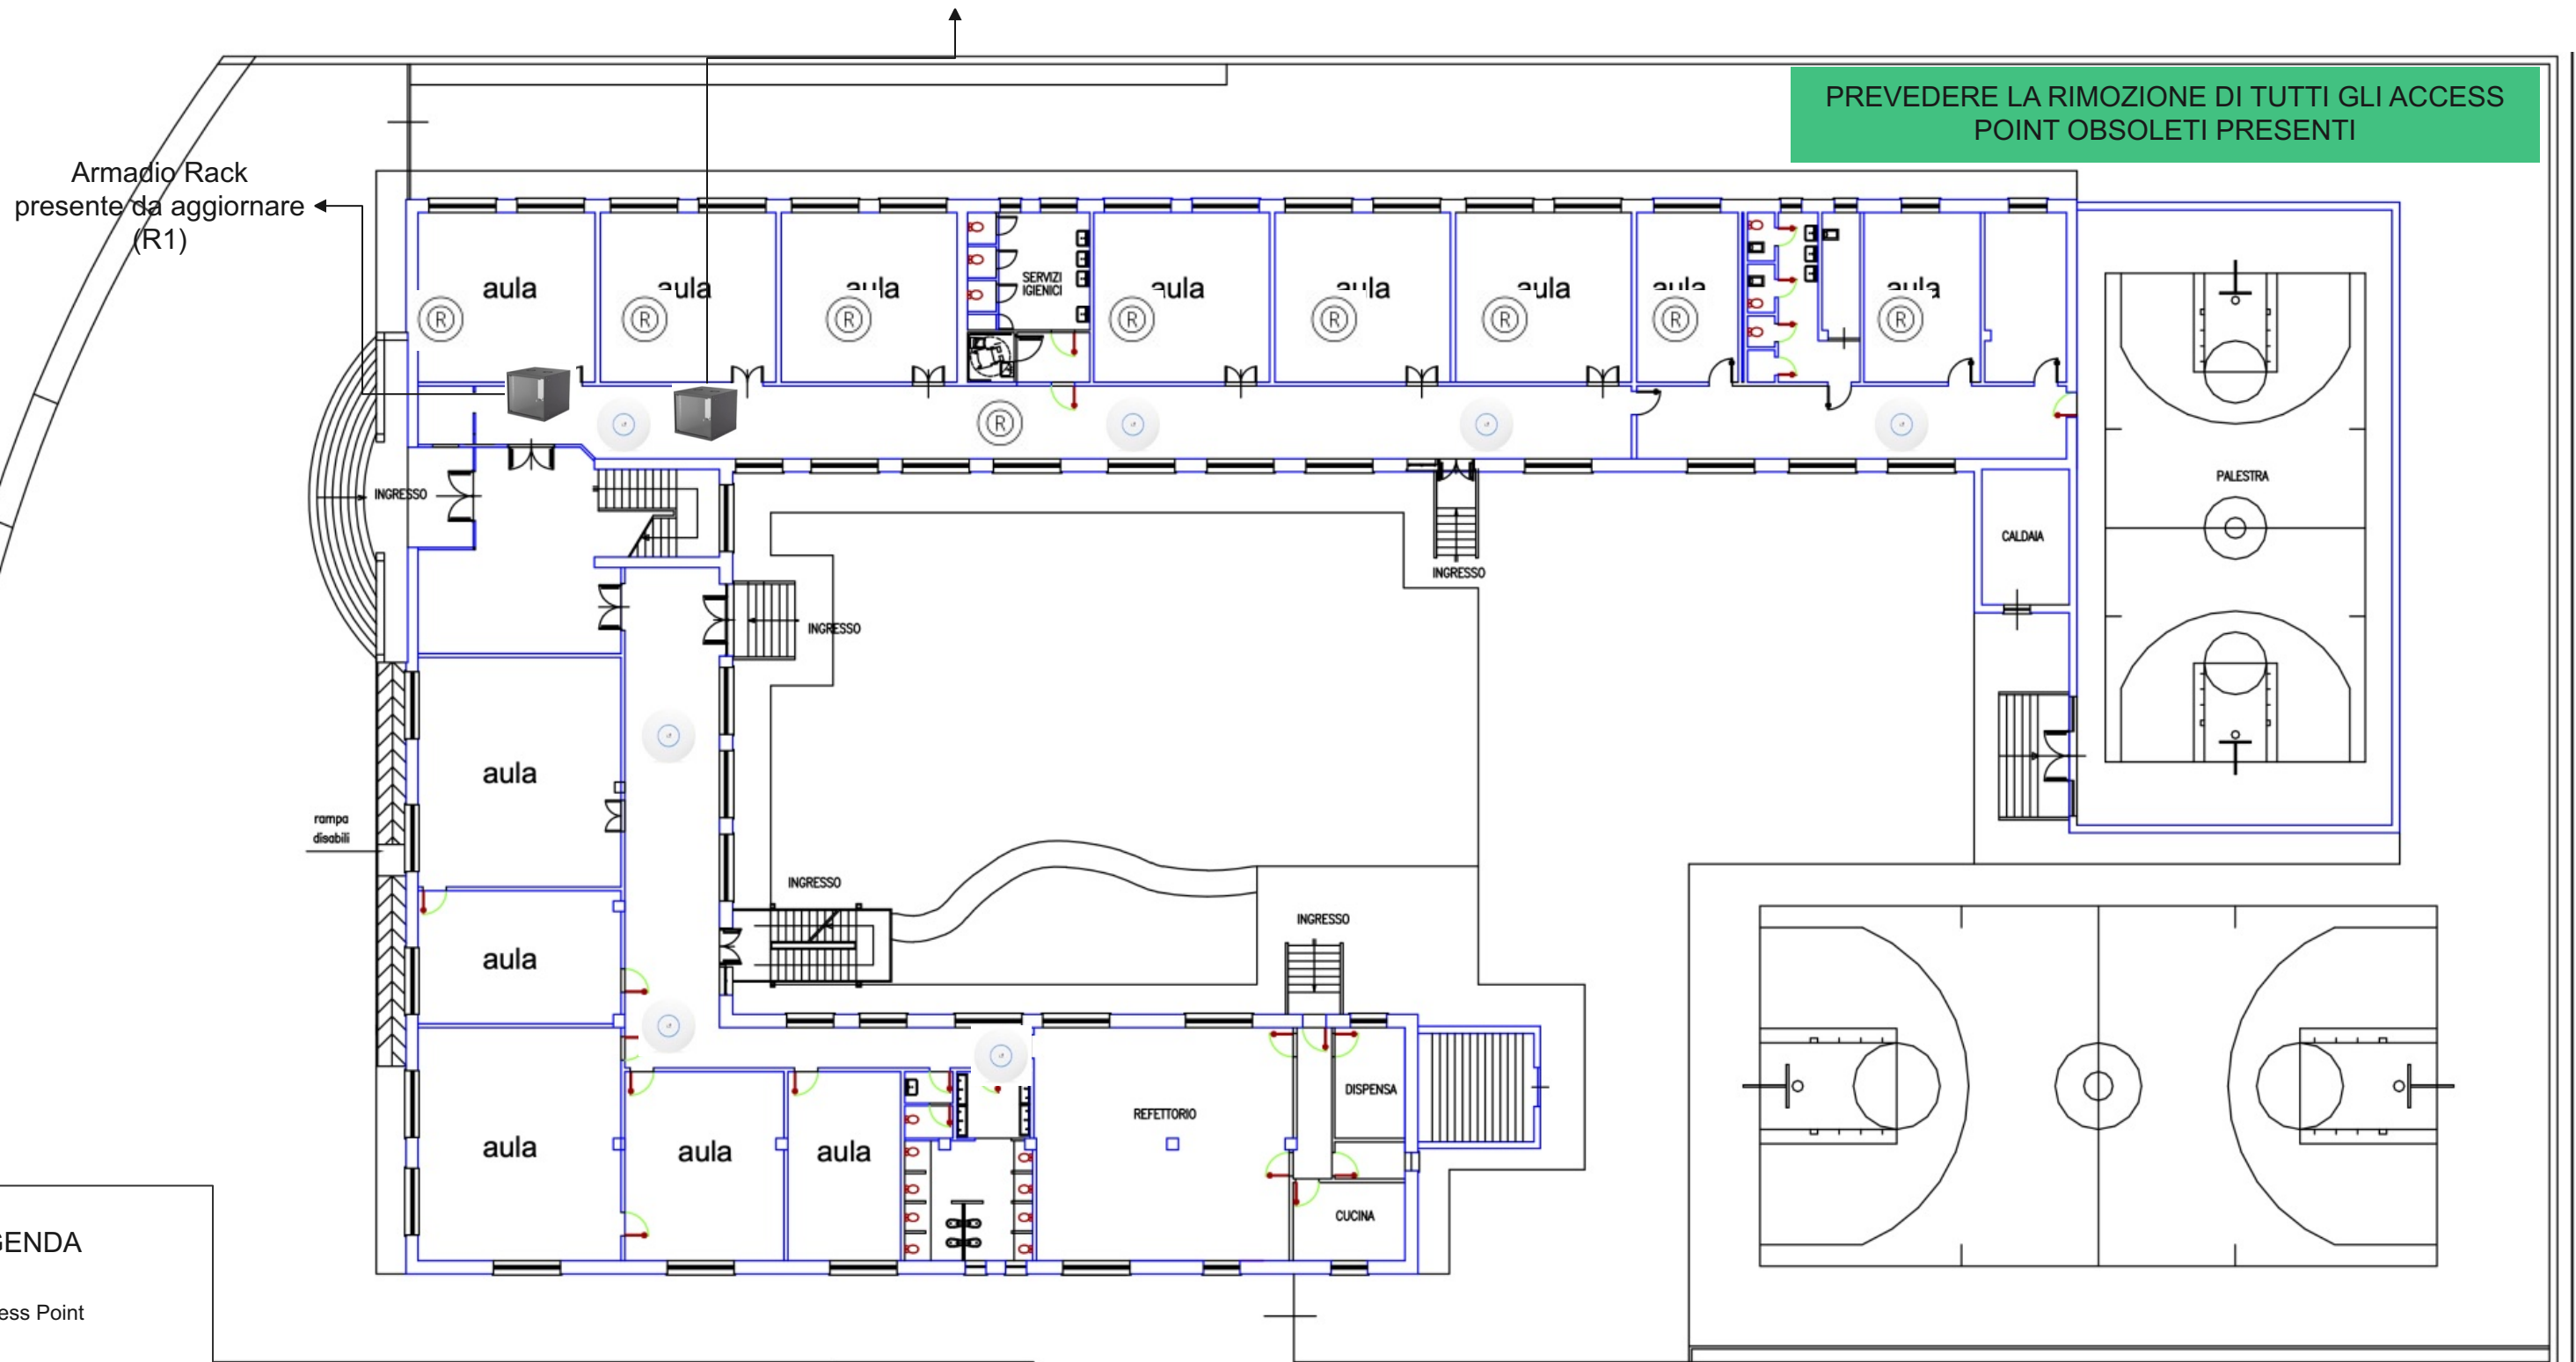 PREVEDERE LA RIMOZIONE DI TUTTI GLI ACCESS
POINT OBSOLETI PRESENTI
Armadio Rack
presente da aggiornare
(R1)
aula
aula
aula
SERVIZI
IGIENICI
aula
aula
aula
aula
aula
R
R
R
R
R
R
R
R
R
INGRESSO
PALESTRA
CALDAIA
INGRESSO
INGRESSO
aula
rampa
disabili
INGRESSO
INGRESSO
aula
DISPENSA
REFETTORIO
aula
aula
aula
CUCINA
GENDA
ess Point